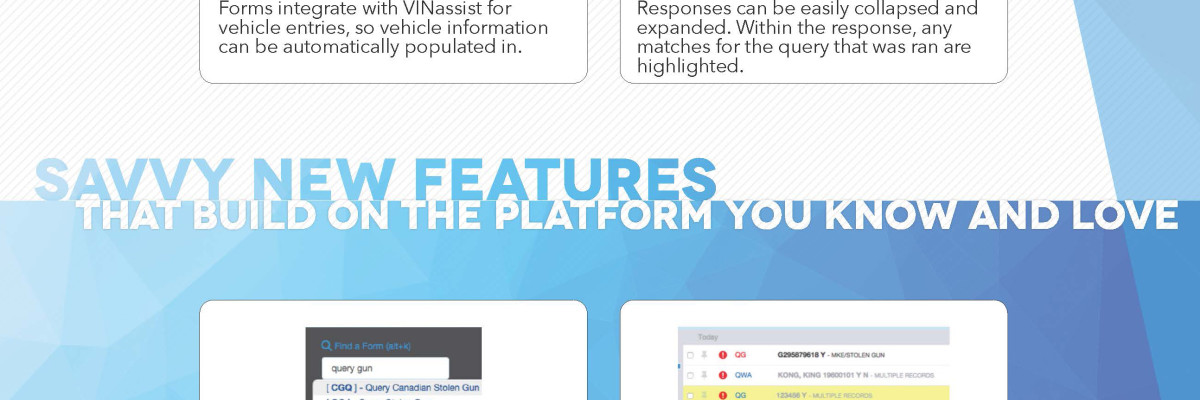 Forms integrate with VINassist for
vehicle entries, so vehicle information
can be automatically populated in.
Responses can be easily collapsed and
expanded. Within the response, any
matches for the query that was ran are
highlighted.
SAVVY NEW FEATURES
THAT BUILD ON THE PLATFORM YOU KNOW AND LOVE
Find a Form (alt+k)
query gun
[ CGQ ] - Query Canadian Stolen Gun
Today
QG G295879618 Y - MKE/STOLEN GUN
QWA KONG, KING 19600101 Y N - MULTIPLE RECORDS
QG 123456 Y - MULTIPLE RECORDS